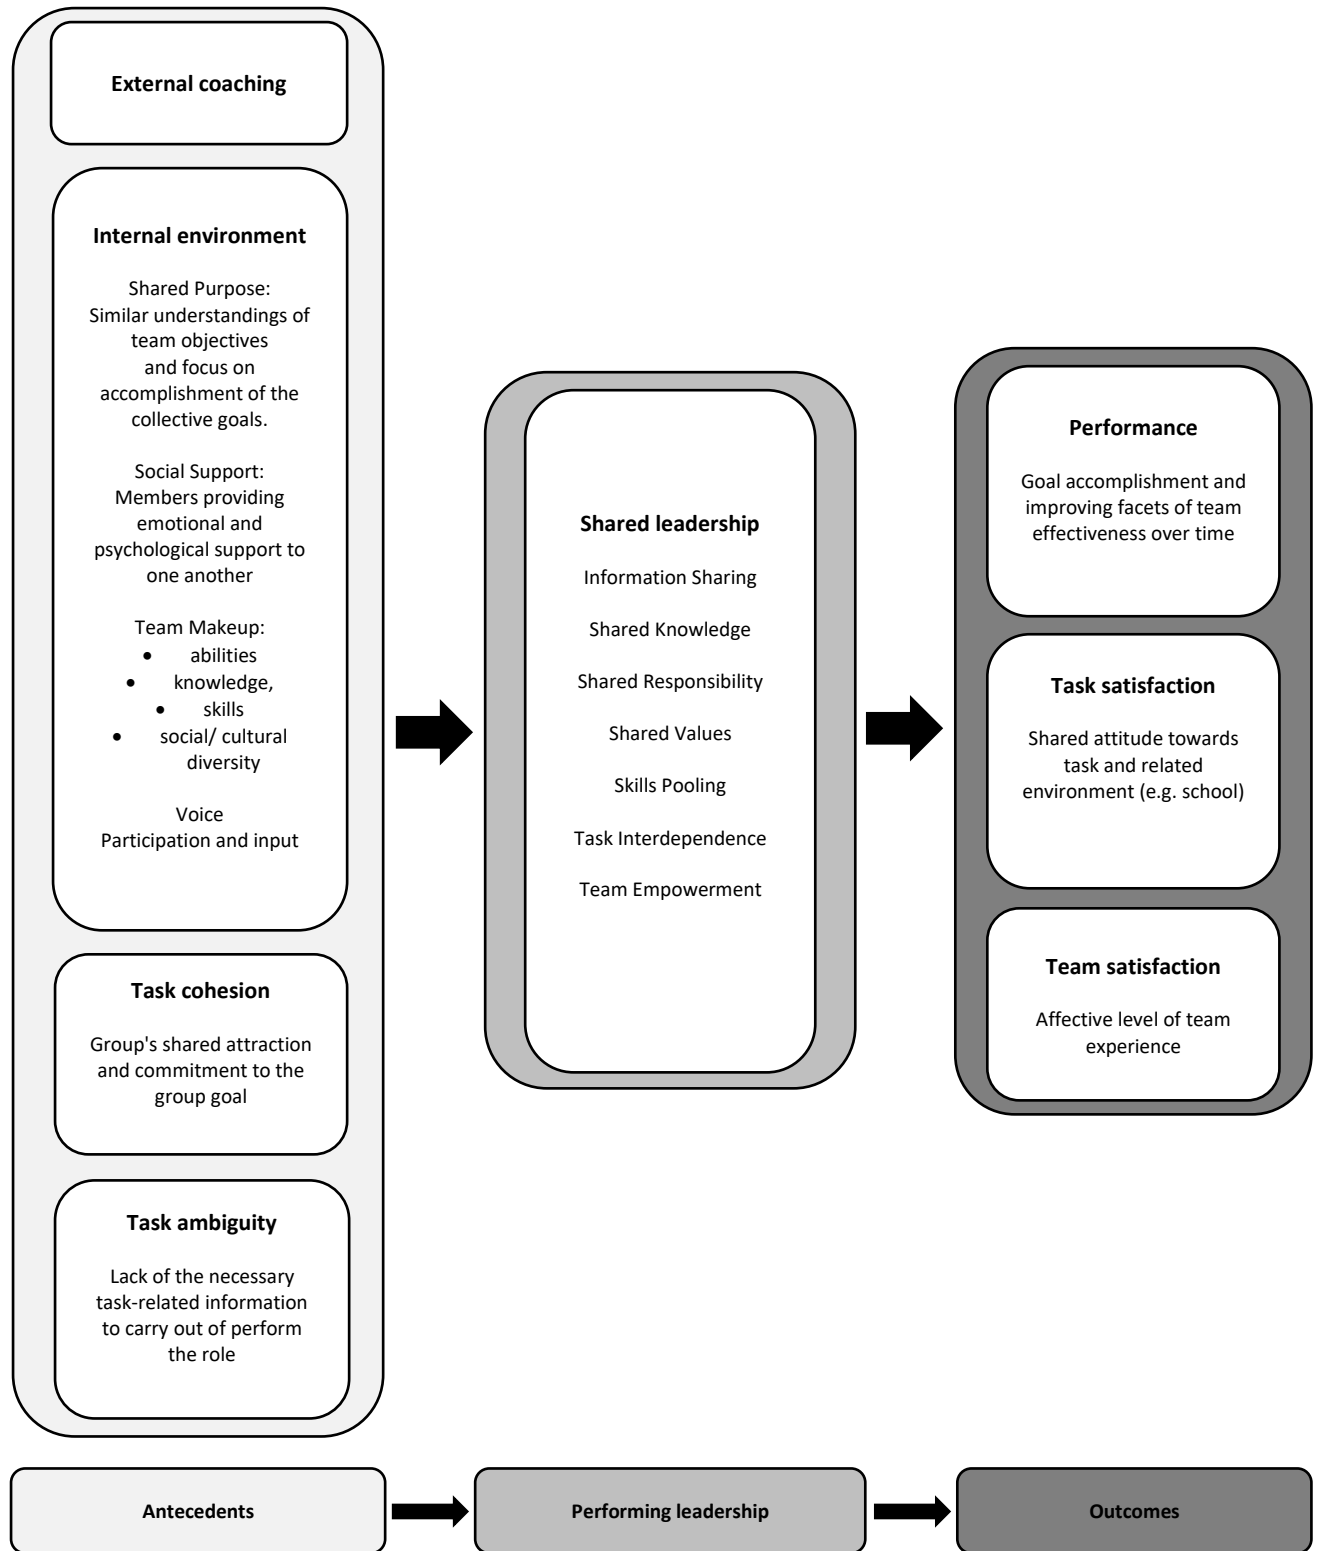 External coaching
Internal environment
Shared Purpose:
Similar understandings of
team objectives
and focus on
accomplishment of the
collective goals.
Social Support:
Members providing
emotional and
psychological support to
one another
Team Makeup:
• abilities
• knowledge,
• skills
• social/ cultural
diversity
Voice
Participation and input
Task cohesion
Group's shared attraction
and commitment to the
group goal
Task ambiguity
Lack of the necessary
task-related information
to carry out of perform
the role
Shared leadership
Information Sharing
Shared Knowledge
Shared Responsibility
Shared Values
Skills Pooling
Task Interdependence
Team Empowerment
Performance
Goal accomplishment and
improving facets of team
effectiveness over time
Task satisfaction
Shared attitude towards
task and related
environment (e.g. school)
Team satisfaction
Affective level of team
experience
Antecedents
Performing leadership
Outcomes